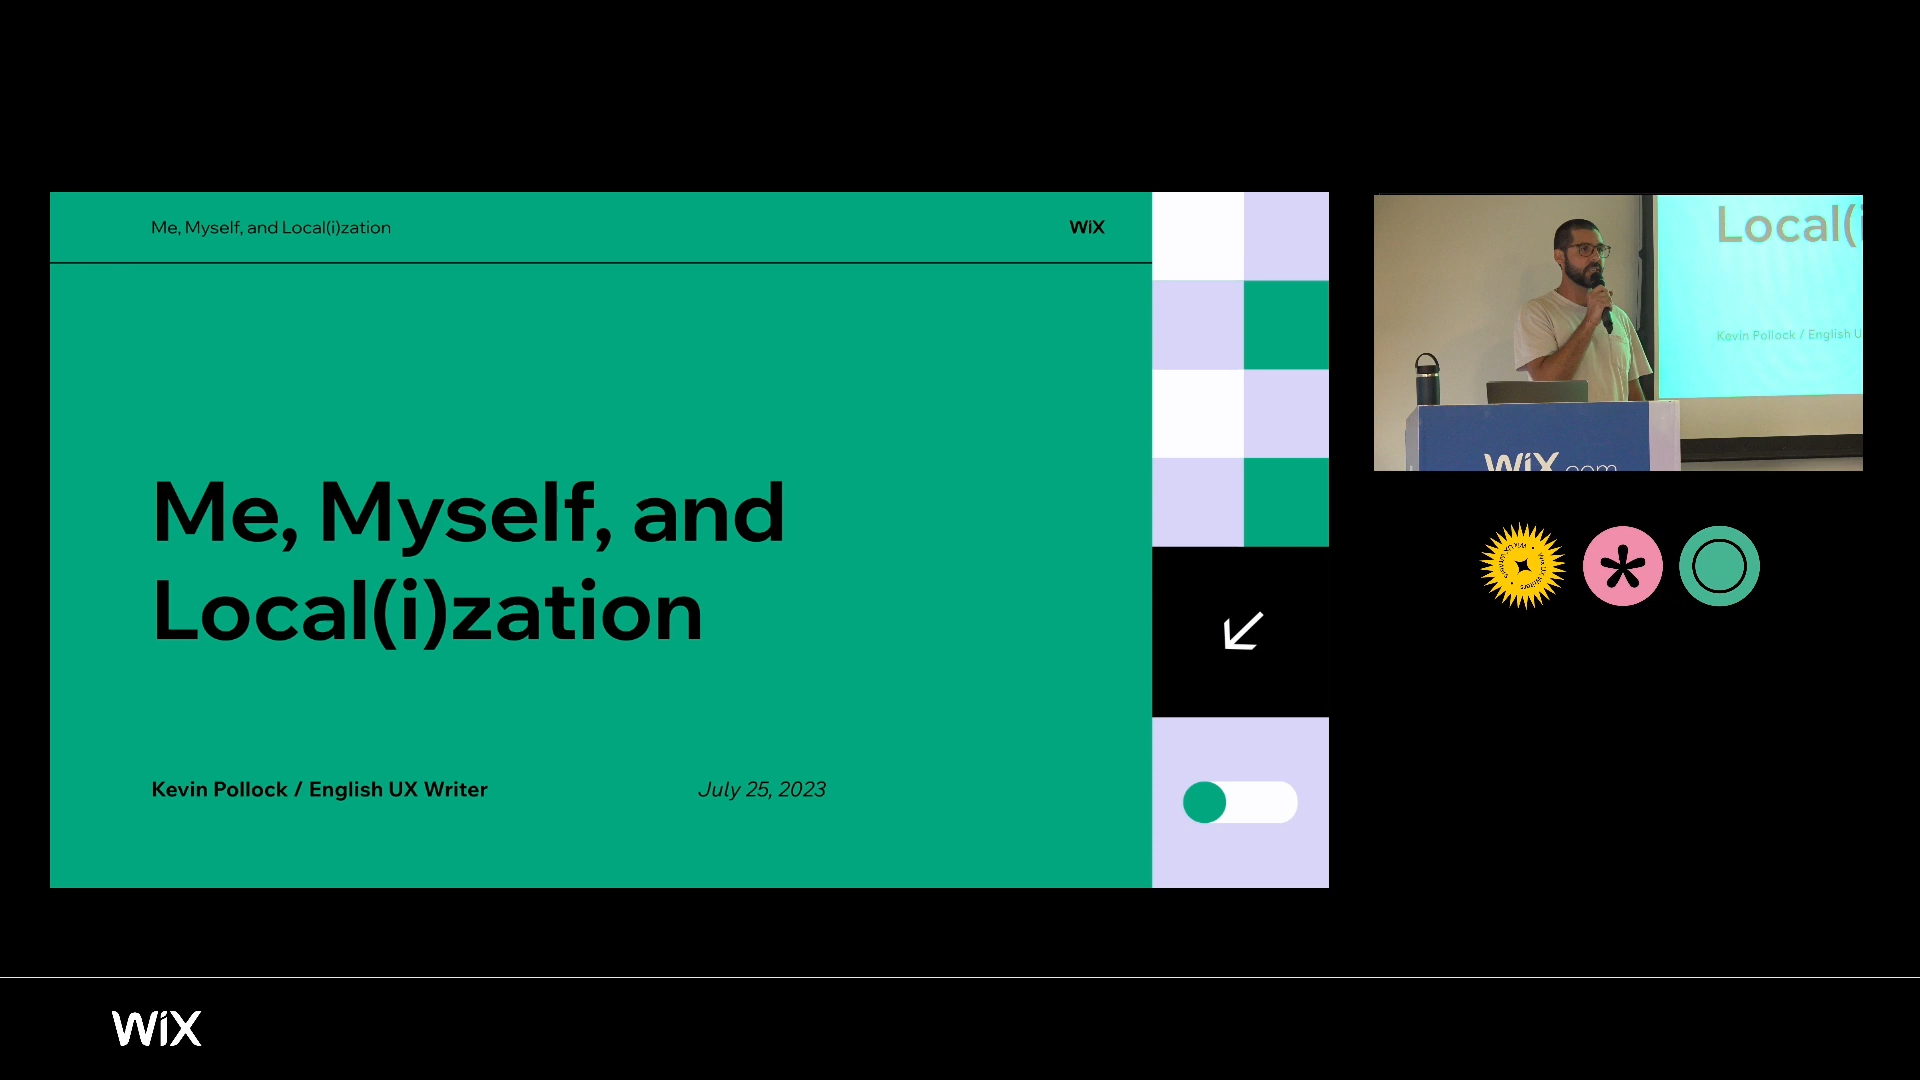 Me, Myself, and Local(i)zation
WiX
Me, Myself, and
Local(i)zation
Kevin Pollock / English UX Writer
July 25, 2023
Local(i
Kevin Pollock / English U
WiX.com
WiX